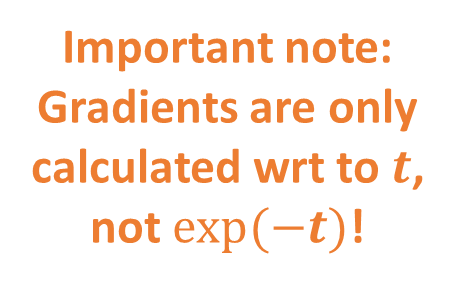 Important note:
Gradients are only
calculated wrt to t,
not exp(−t)!